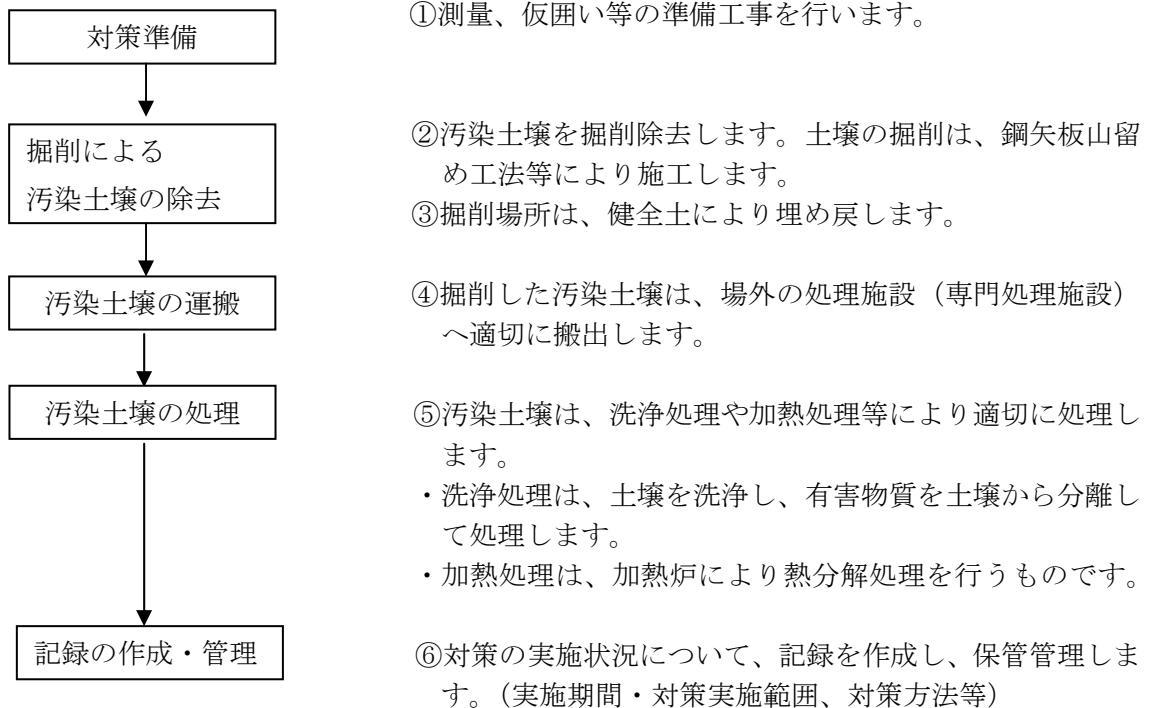 対策準備
①測量、仮囲い等の準備工事を行います。
掘削による
汚染土壌の除去
②汚染土壌を掘削除去します。土壌の掘削は、鋼矢板山留
め工法等により施工します。
③掘削場所は、健全土により埋め戻します。
汚染土壌の運搬
④掘削した汚染土壌は、場外の処理施設（専門処理施設）
へ適切に搬出します。
汚染土壌の処理
⑤汚染土壌は、洗浄処理や加熱処理等により適切に処理し
ます。
・洗浄処理は、土壌を洗浄し、有害物質を土壌から分離し
て処理します。
・加熱処理は、加熱炉により熱分解処理を行うものです。
記録の作成・管理
⑥対策の実施状況について、記録を作成し、保管管理しま
す。（実施期間・対策実施範囲、対策方法等）